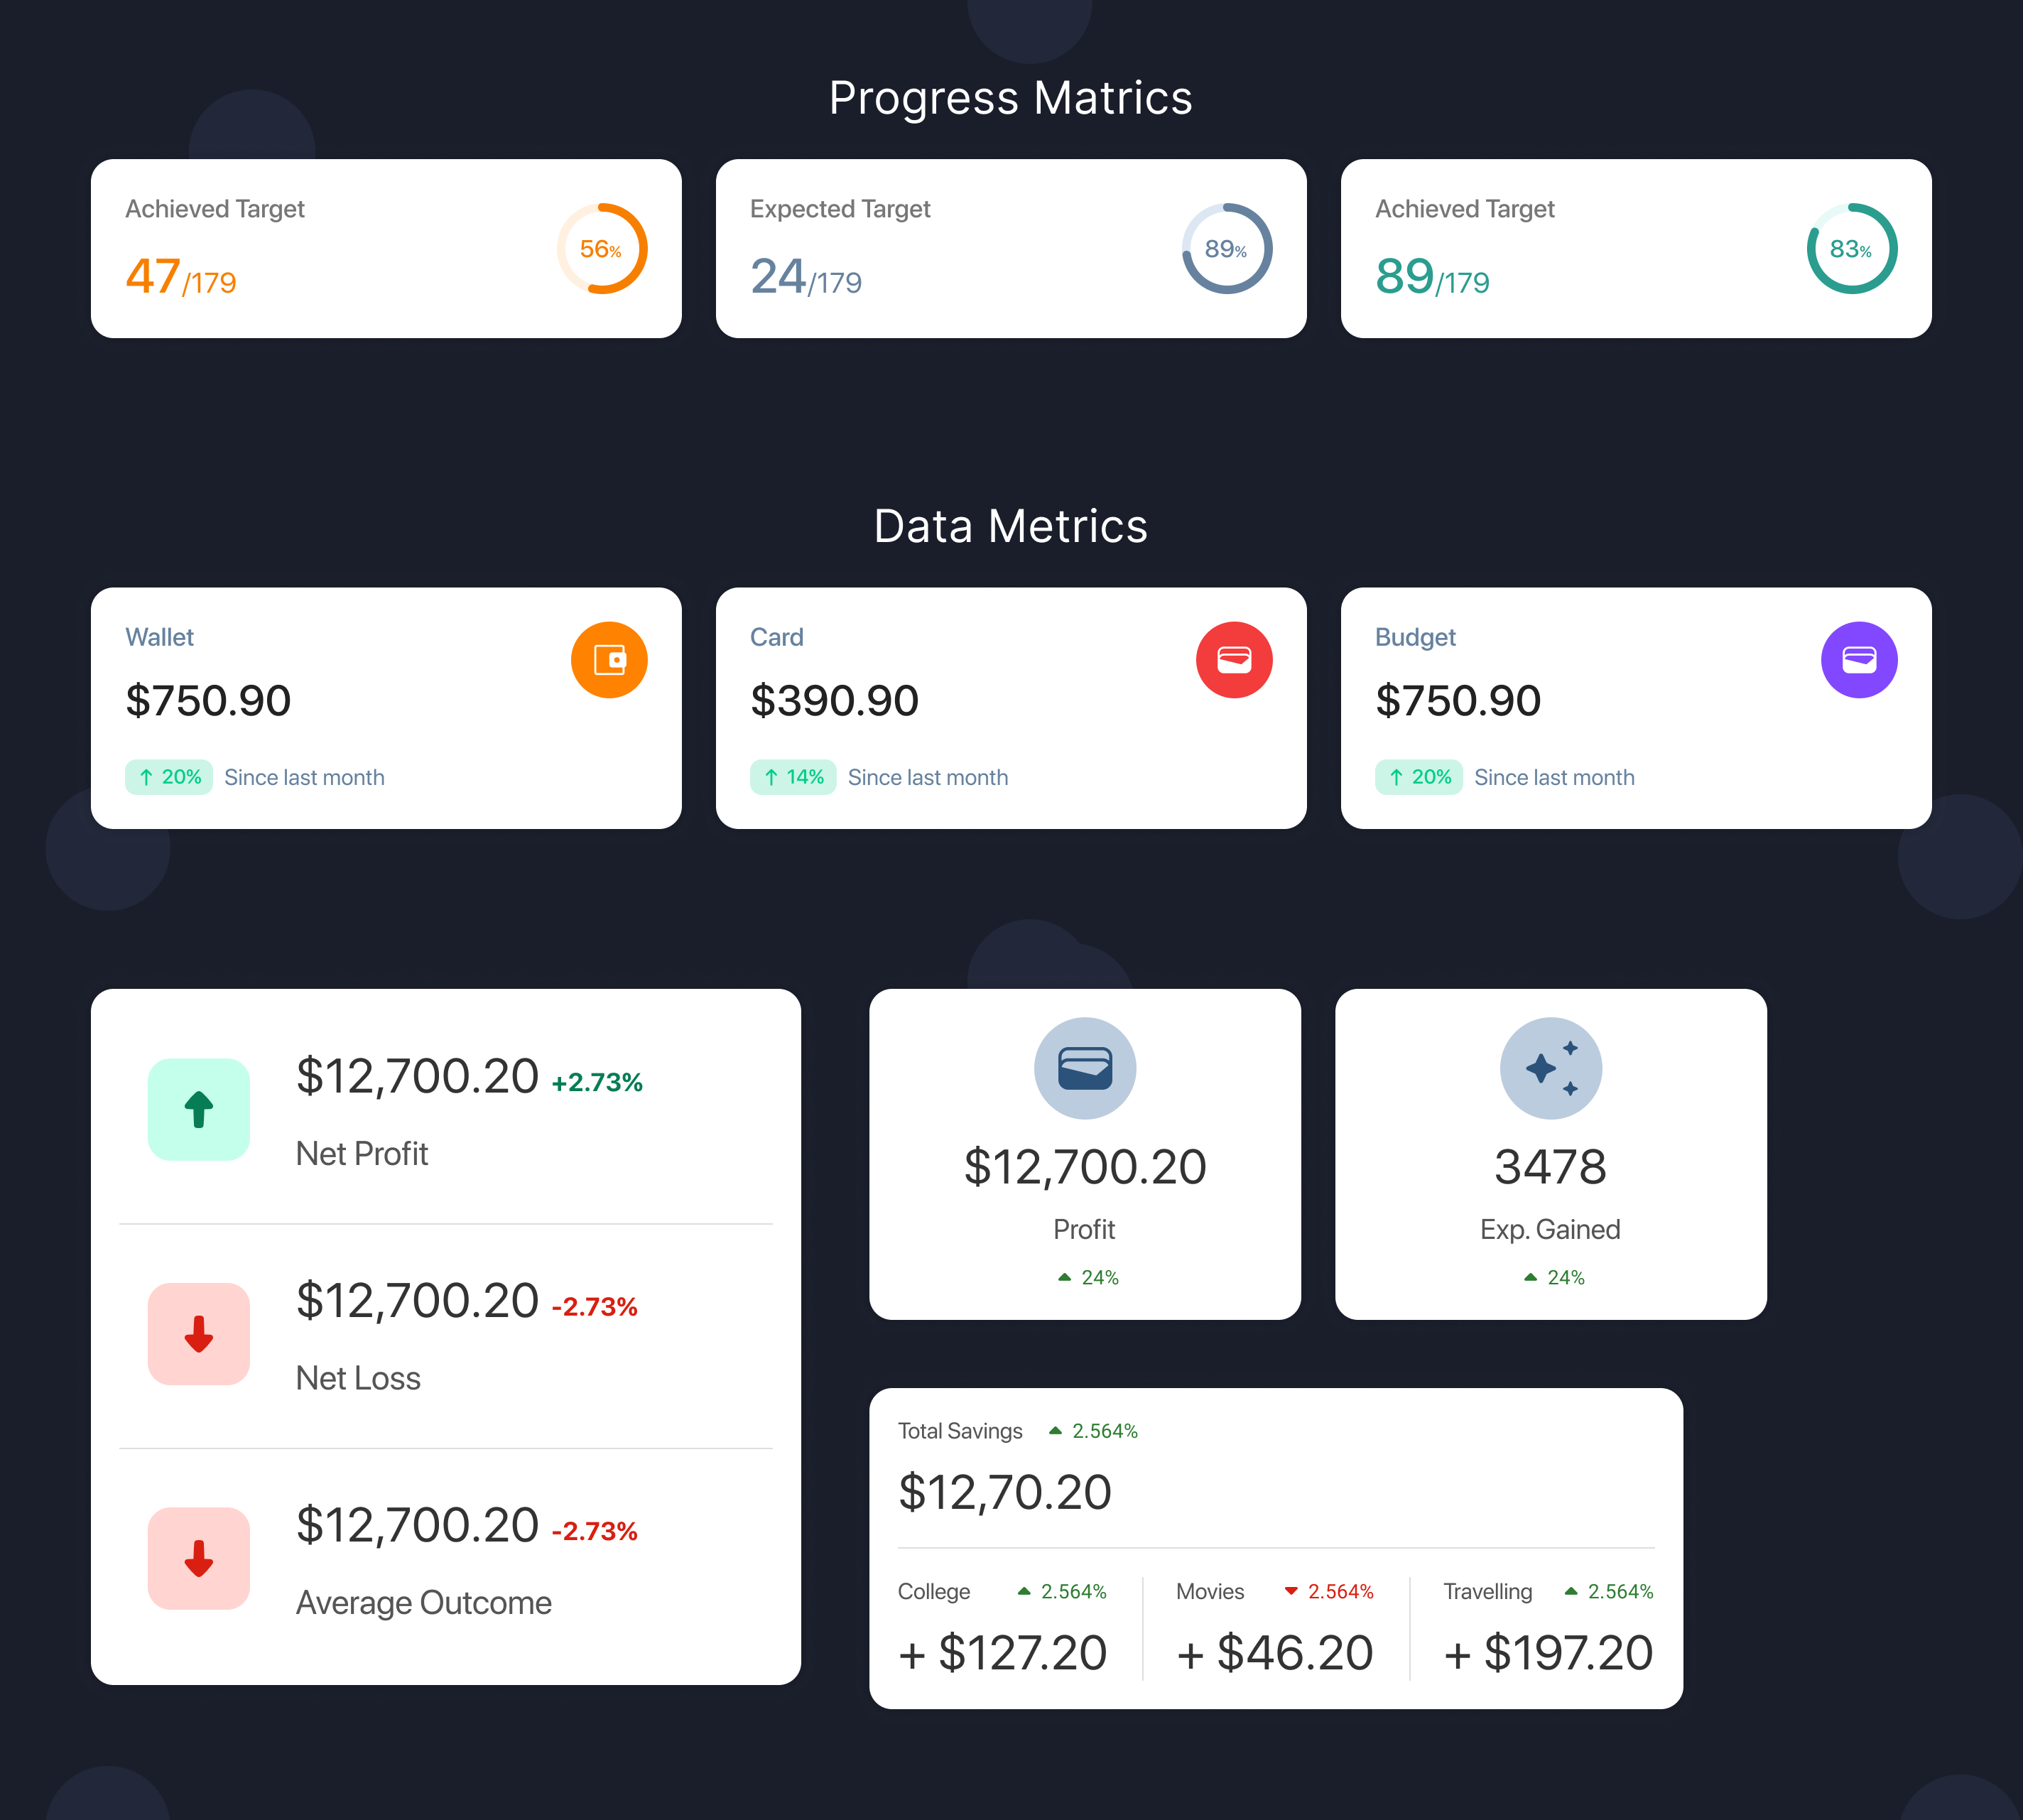 Progress Matrics
Achieved Target
47/179
56%
Expected Target
24/179
89%
Achieved Target
89/179
83%
Data Metrics
Wallet
$750.90
20% Since last month
Card
$390.90
14% Since last month
Budget
$750.90
20% Since last month
$12,700.20 +2.73%
Net Profit
$12,700.20 -2.73%
Net Loss
$12,700.20 -2.73%
Average Outcome
$12,700.20
Profit
24%
3478
Exp. Gained
24%
Total Savings 2.564%
$12,70.20
College 2.564%
+ $127.20
Movies 2.564%
+ $46.20
Travelling 2.564%
+ $197.20